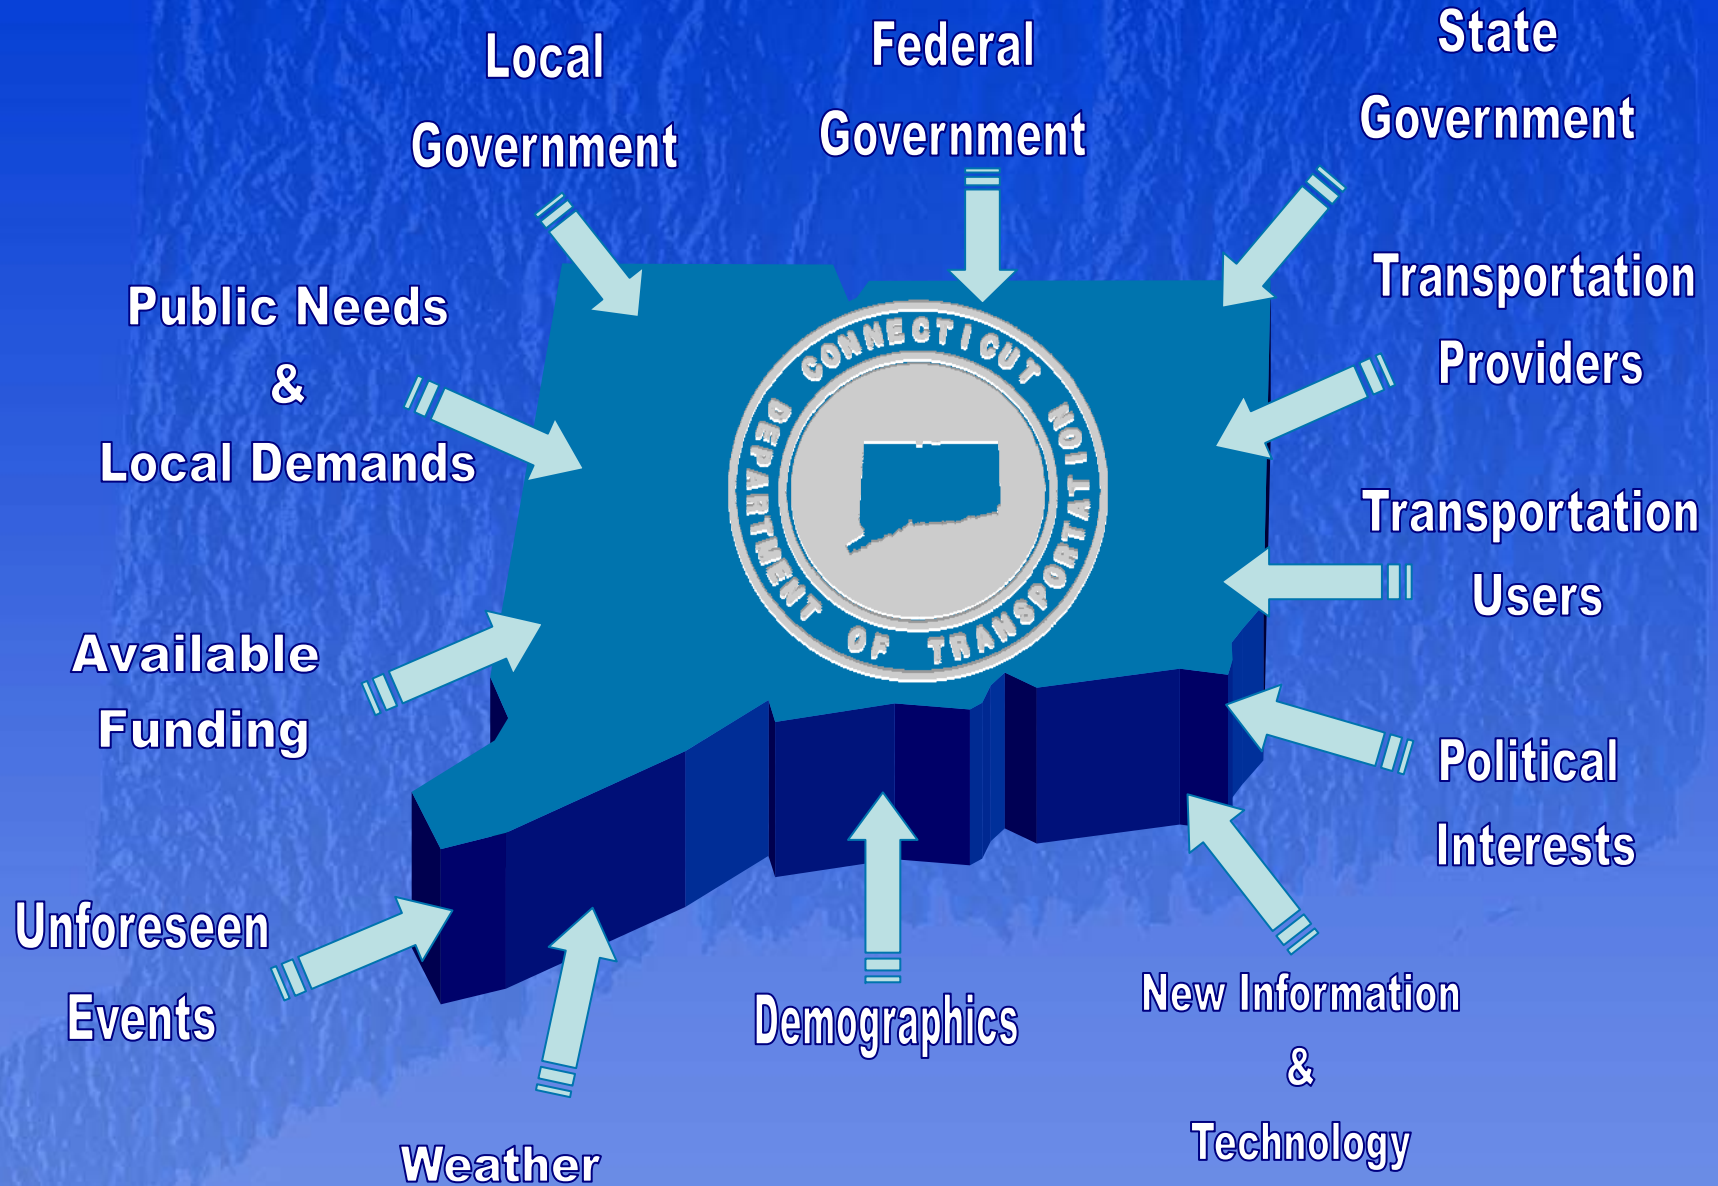 Local
Government
Federal
Government
State
Government
Public Needs
&
Local Demands
Transportation
Providers
Transportation
Users
CONNECTICUT
DEPARTMENT OF TRANSPORTATION
Available
Funding
Political
Interests
Unforeseen
Events
Weather
Demographics
New Information
&
Technology